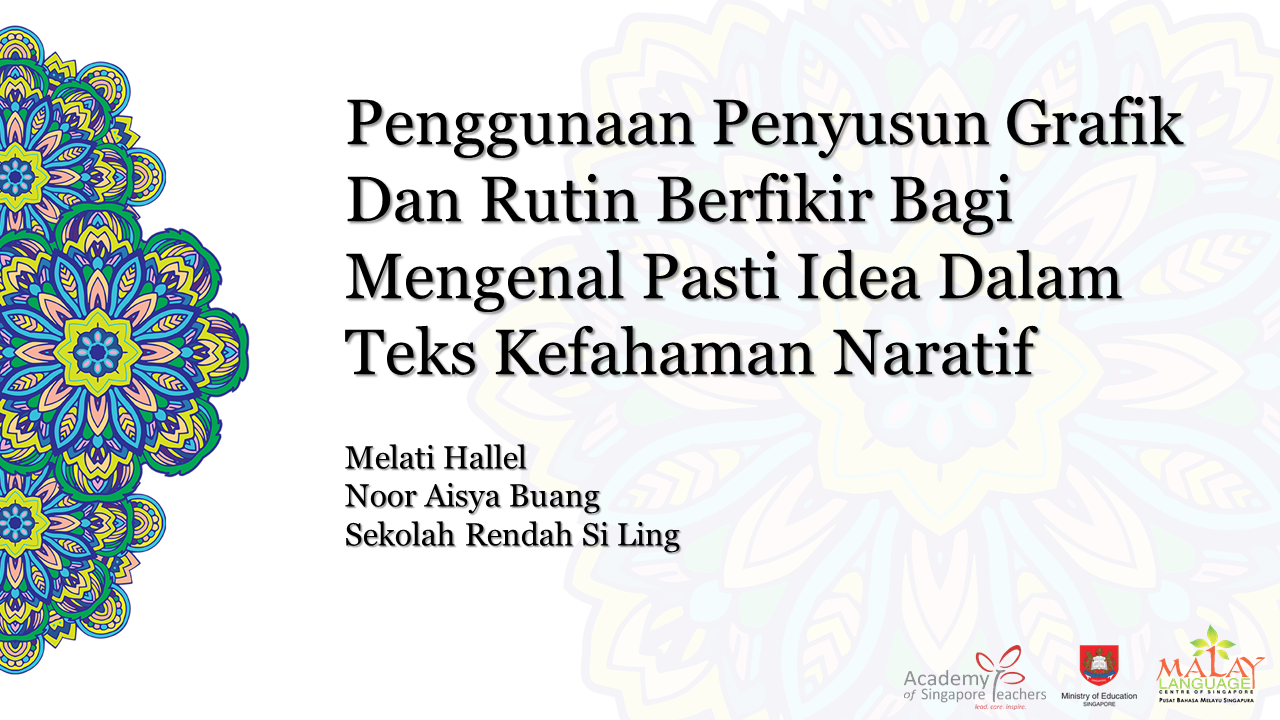 Penggunaan Penyusun Grafik
Dan Rutin Berfikir Bagi
Mengenal Pasti Idea Dalam
Teks Kefahaman Naratif
Melati Hallel
Noor Aisya Buang
Sekolah Rendah Si Ling
Academy
of Singapore Teachers
lead. care. inspire.
Ministry of Education
SINGAPORE
MALAY
LANGUAGE
CENTRE OF SINGAPORE
PUSAT BAHASA MELAYU SINGAPURA